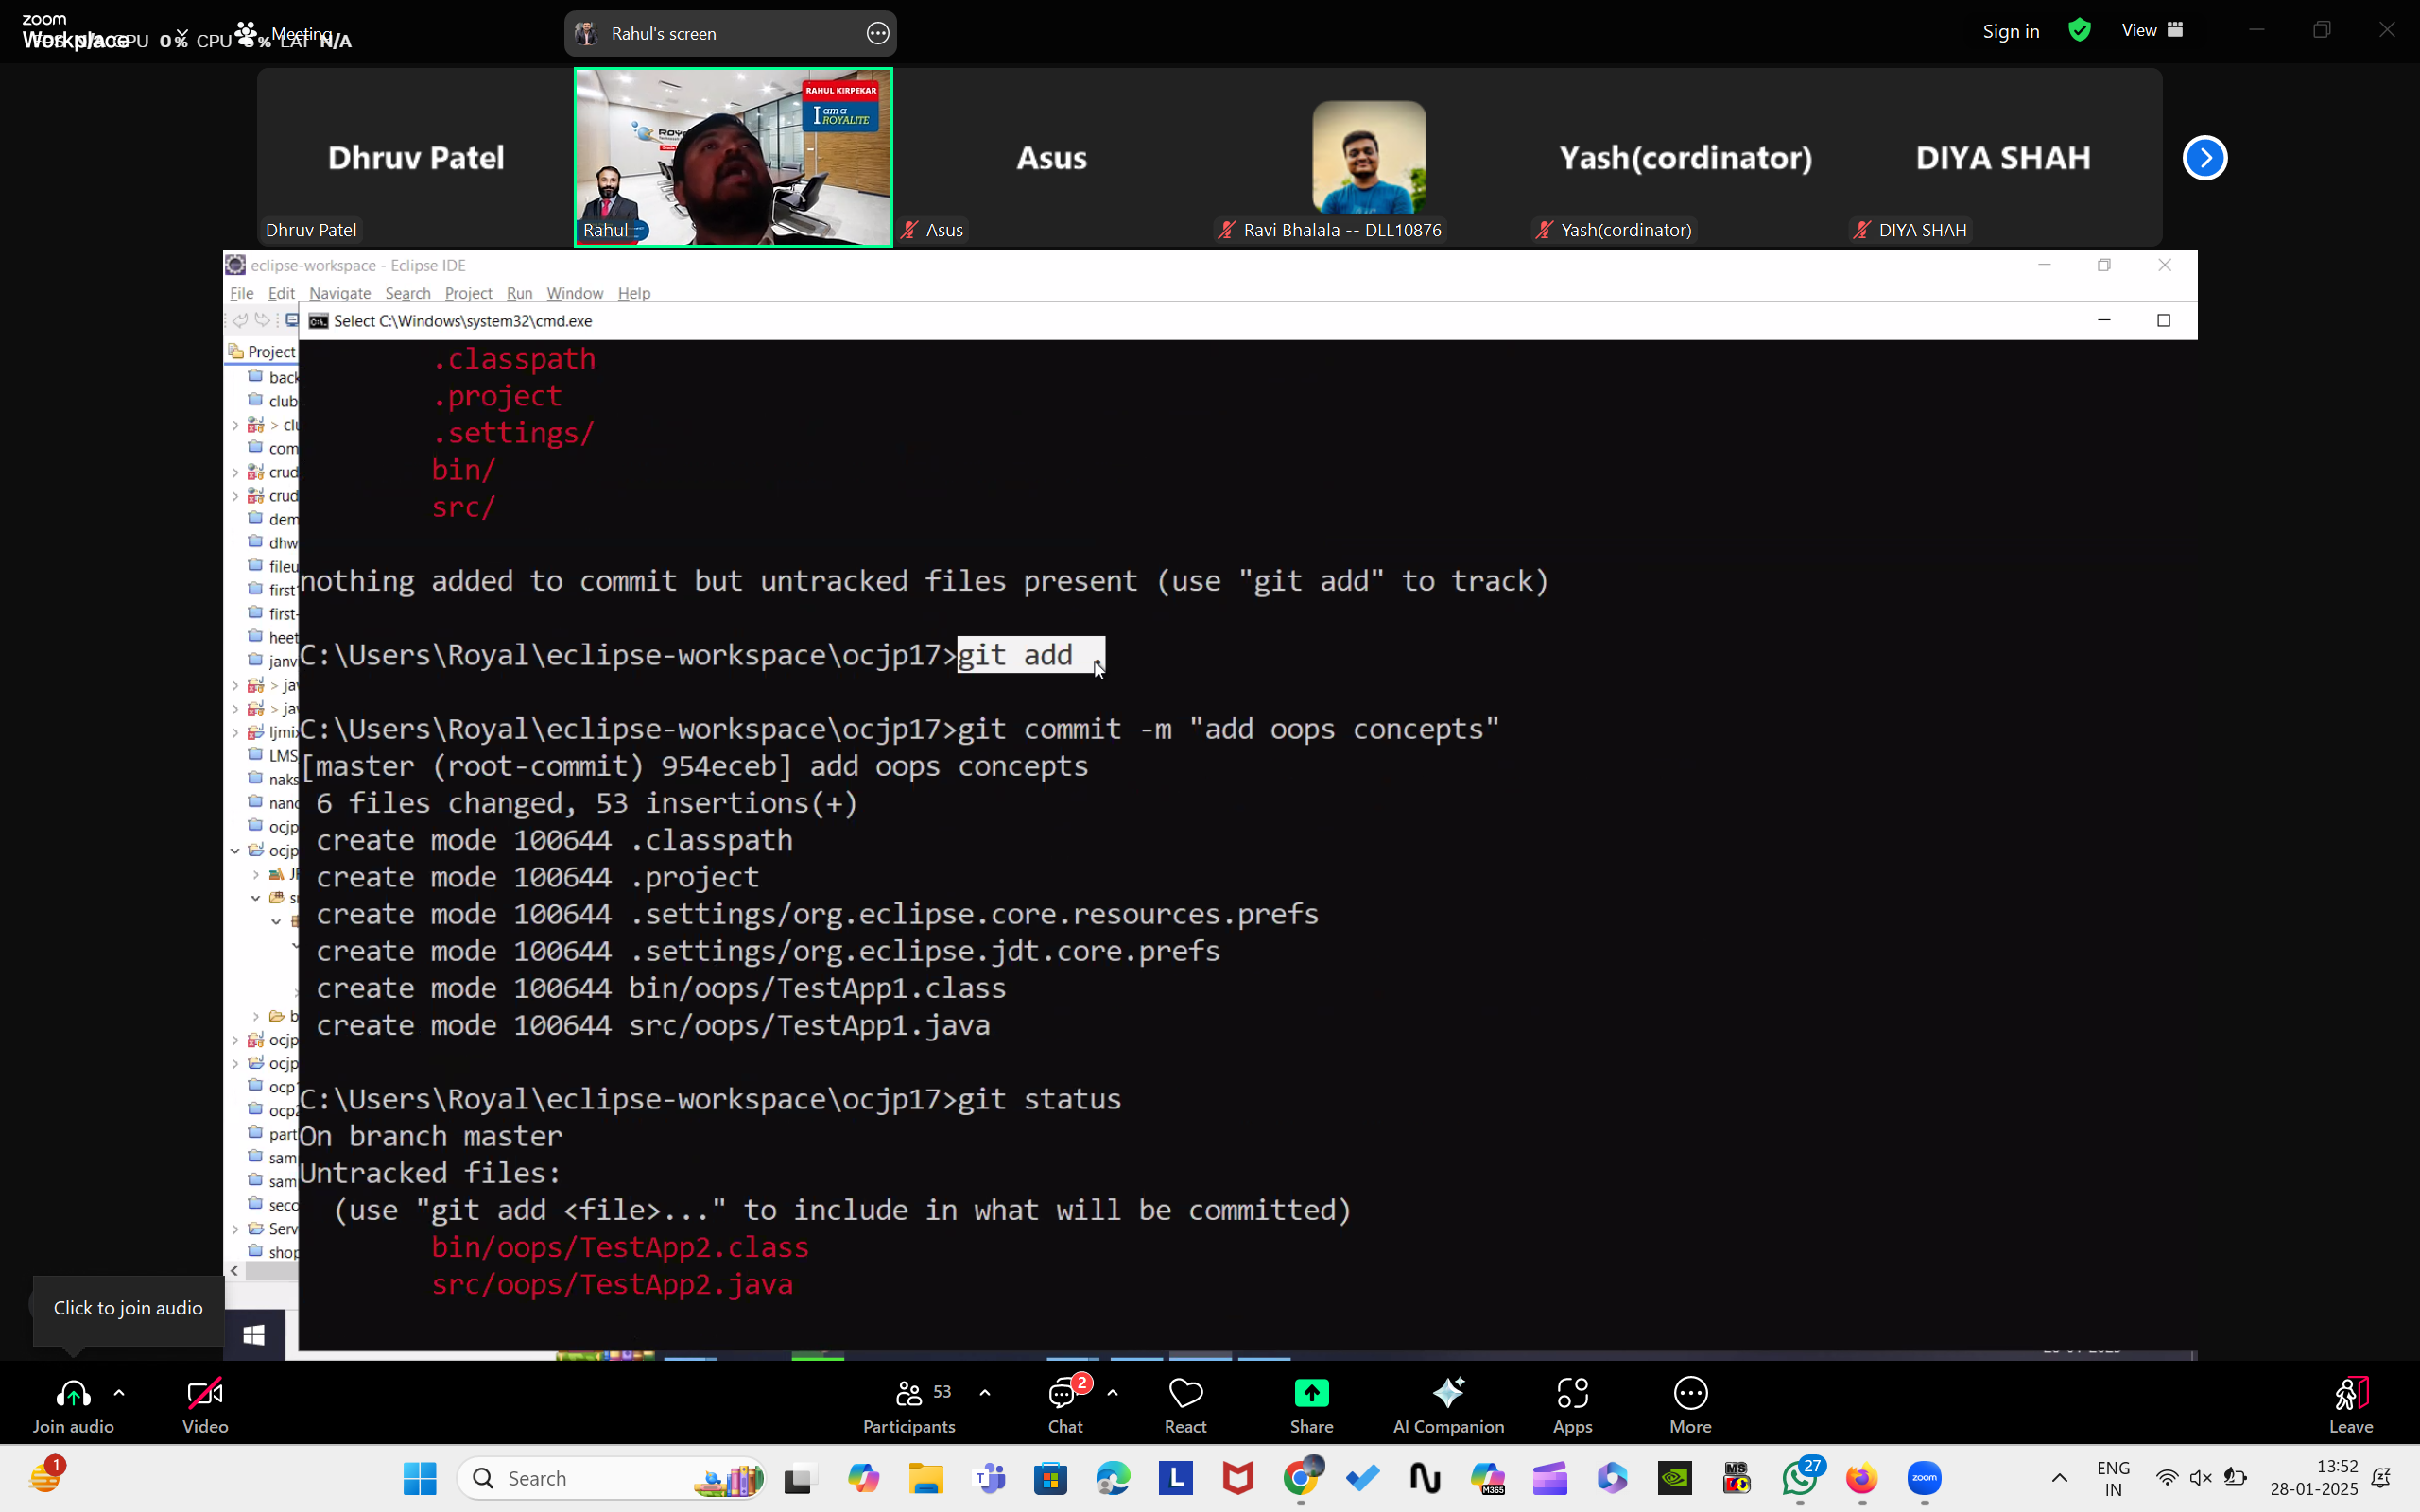 zoom
Workplace
N/A GPU 0% CPU % LAT N/A
Meeting
Rahul's screen
Sign in
View
Dhruv Patel
Dhruv Patel
RAHUL KIRPEKAR
I am a
ROYALITE
Rahul
Asus
Asus
Ravi Bhalala -- DLL10876
Yash(cordinator)
Yash(cordinator)
DIYA SHAH
DIYA SHAH
eclipse-workspace - Eclipse IDE
File Edit Navigate Search Project Run Window Help
Select C:\Windows\system32\cmd.exe
Project
back
club
> clu
com
crud
crud
dem
dhw
fileu
first
first-
heet
janv
> jav
> jav
ljmi
LMS
naks
nanc
ocjp
ocjp
ocjp
ocjp
ocp
ocp2
part
sam
sam
seco
Serv
shop
.classpath
.project
.settings/
bin/
src/
nothing added to commit but untracked files present (use "git add" to track)
C:\Users\Royal\eclipse-workspace\ocjp17>git add .
C:\Users\Royal\eclipse-workspace\ocjp17>git commit -m "add oops concepts"
[master (root-commit) 954eceb] add oops concepts
6 files changed, 53 insertions(+)
create mode 100644 .classpath
create mode 100644 .project
create mode 100644 .settings/org.eclipse.core.resources.prefs
create mode 100644 .settings/org.eclipse.jdt.core.prefs
create mode 100644 bin/oops/TestApp1.class
create mode 100644 src/oops/TestApp1.java
C:\Users\Royal\eclipse-workspace\ocjp17>git status
On branch master
Untracked files:
(use "git add <file>..." to include in what will be committed)
bin/oops/TestApp2.class
src/oops/TestApp2.java
Click to join audio
Join audio
Video
53
Participants
2
Chat
React
Share
AI Companion
Apps
More
Leave
1
Search
27
zoom
ENG
IN
13:52
28-01-2025